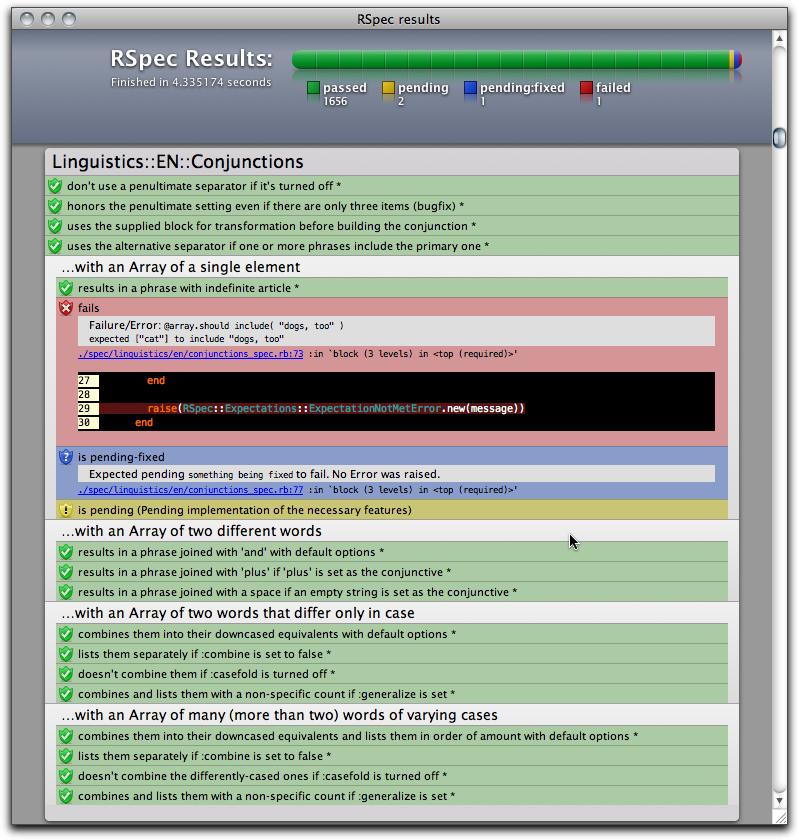 RSpec results
RSpec Results:
Finished in 4.335174 seconds
passed
1656
pending
2
pending:fixed
1
failed
1
Linguistics::EN::Conjunctions
don't use a penultimate separator if it's turned off *
honors the penultimate setting even if there are only three items (bugfix) *
uses the supplied block for transformation before building the conjunction *
uses the alternative separator if one or more phrases include the primary one *
...with an Array of a single element
results in a phrase with indefinite article *
fails
Failure/Error: @array.should include( "dogs, too" )
expected ["cat"] to include "dogs, too"
./spec/linguistics/en/conjunctions_spec.rb:73 :in `block (3 levels) in <top (required)>'
27 end
28
29 raise(RSpec::Expectations::ExpectationNotMetError.new(message))
30 end
is pending-fixed
Expected pending something being fixed to fail. No Error was raised.
./spec/linguistics/en/conjunctions_spec.rb:77 :in `block (3 levels) in <top (required)>'
is pending (Pending implementation of the necessary features)
...with an Array of two different words
results in a phrase joined with 'and' with default options *
results in a phrase joined with 'plus' if 'plus' is set as the conjunctive *
results in a phrase joined with a space if an empty string is set as the conjunctive *
...with an Array of two words that differ only in case
combines them into their downcased equivalents with default options *
lists them separately if :combine is set to false *
doesn't combine them if :casefold is turned off *
combines and lists them with a non-specific count if :generalize is set *
...with an Array of many (more than two) words of varying cases
combines them into their downcased equivalents and lists them in order of amount with default options *
lists them separately if :combine is set to false *
doesn't combine the differently-cased ones if :casefold is turned off *
combines and lists them with a non-specific count if :generalize is set *